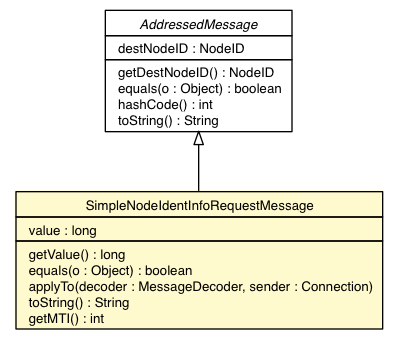 AddressedMessage
destNodeID : NodeID
getDestNodeID() : NodeID
equals(o : Object) : boolean
hashCode() : int
toString() : String
SimpleNodeIdentInfoRequestMessage
value : long
getValue() : long
equals(o : Object) : boolean
applyTo(decoder : MessageDecoder, sender : Connection)
toString() : String
getMTI() : int